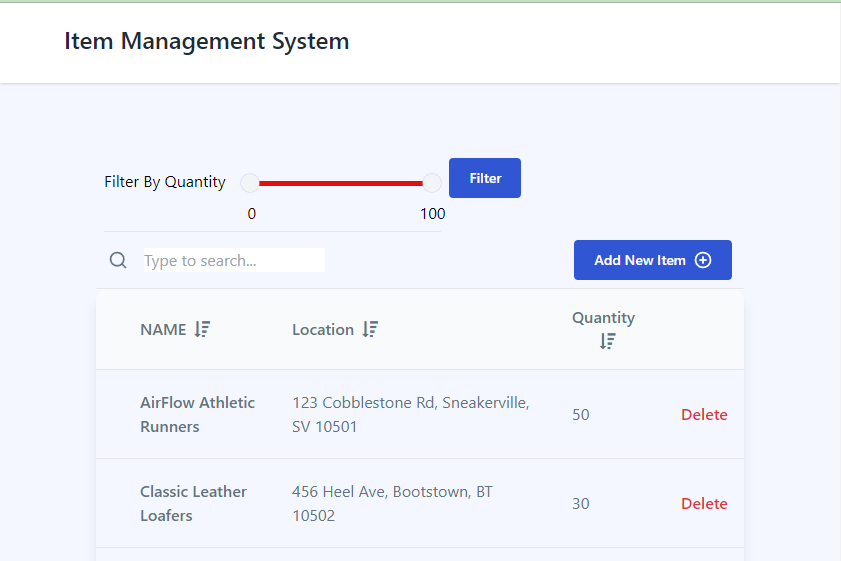 Item Management System
Filter By Quantity
Filter
0
100
Type to search...
Add New Item
NAME
Location
Quantity
AirFlow Athletic
Runners
123 Cobblestone Rd, Sneakerville,
SV 10501
50
Delete
Classic Leather
Loafers
456 Heel Ave, Bootstown, BT
10502
30
Delete